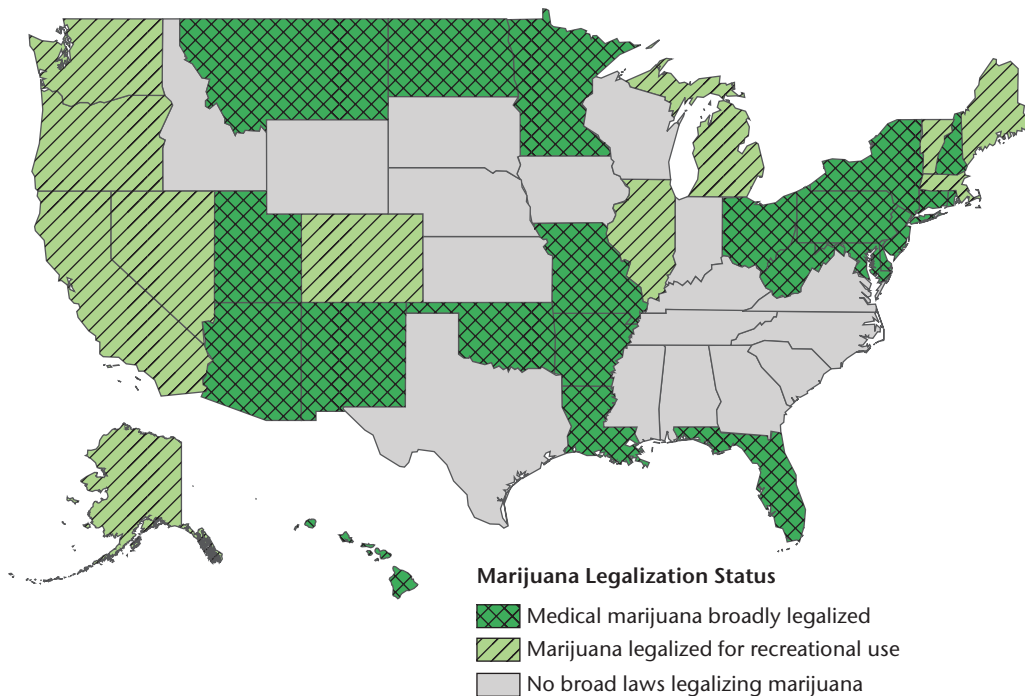 Marijuana Legalization Status
Medical marijuana broadly legalized
Marijuana legalized for recreational use
No broad laws legalizing marijuana